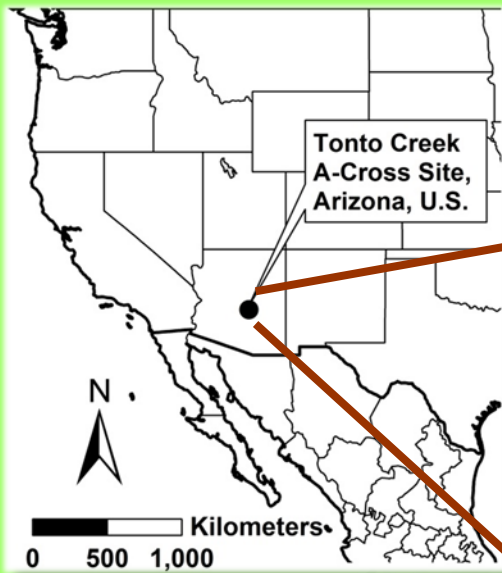 Tonto Creek
A-Cross Site,
Arizona, U.S.
N
Kilometers
0 500 1,000